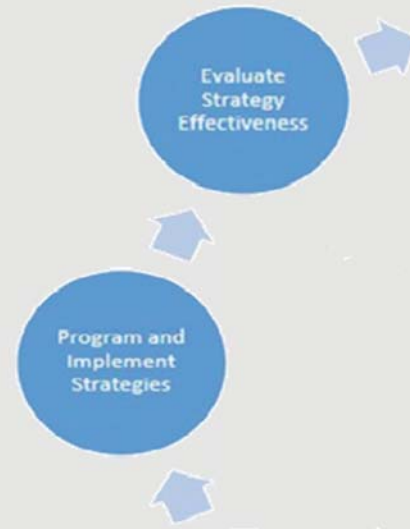 Evaluate
Strategy
Effectiveness
Program and
Implement
Strategies